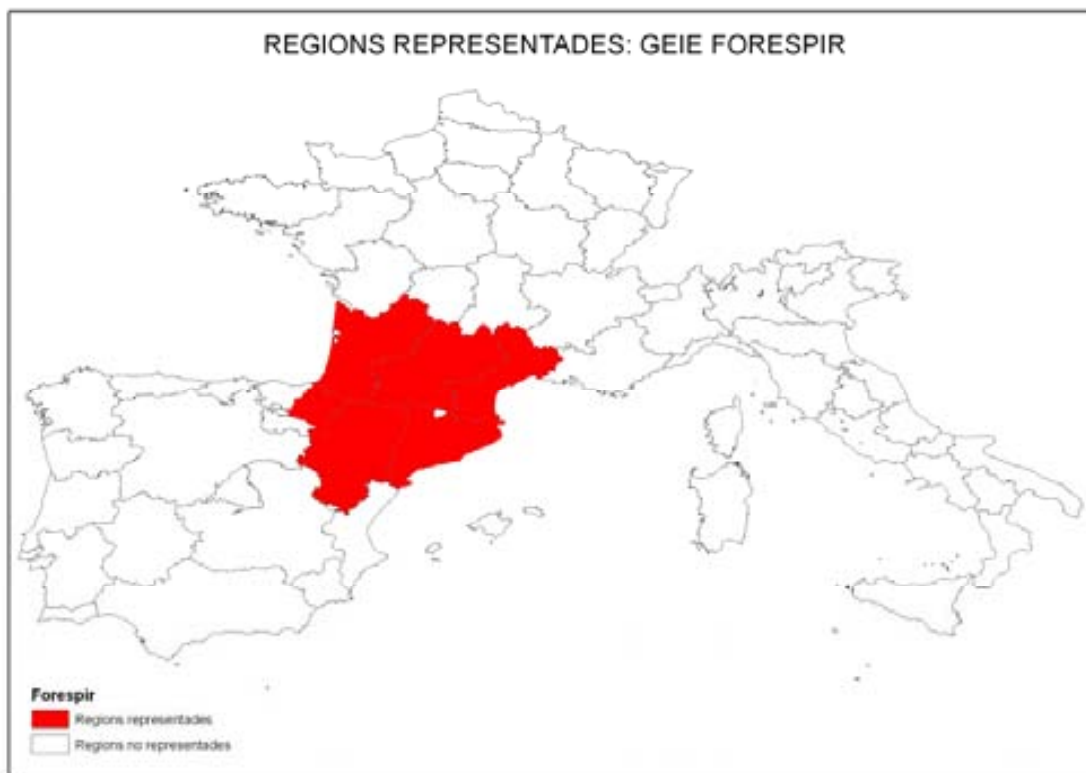 REGIONS REPRESENTADES: GEIE FORESPIR
Forespir
Regions representades
Regions no representades